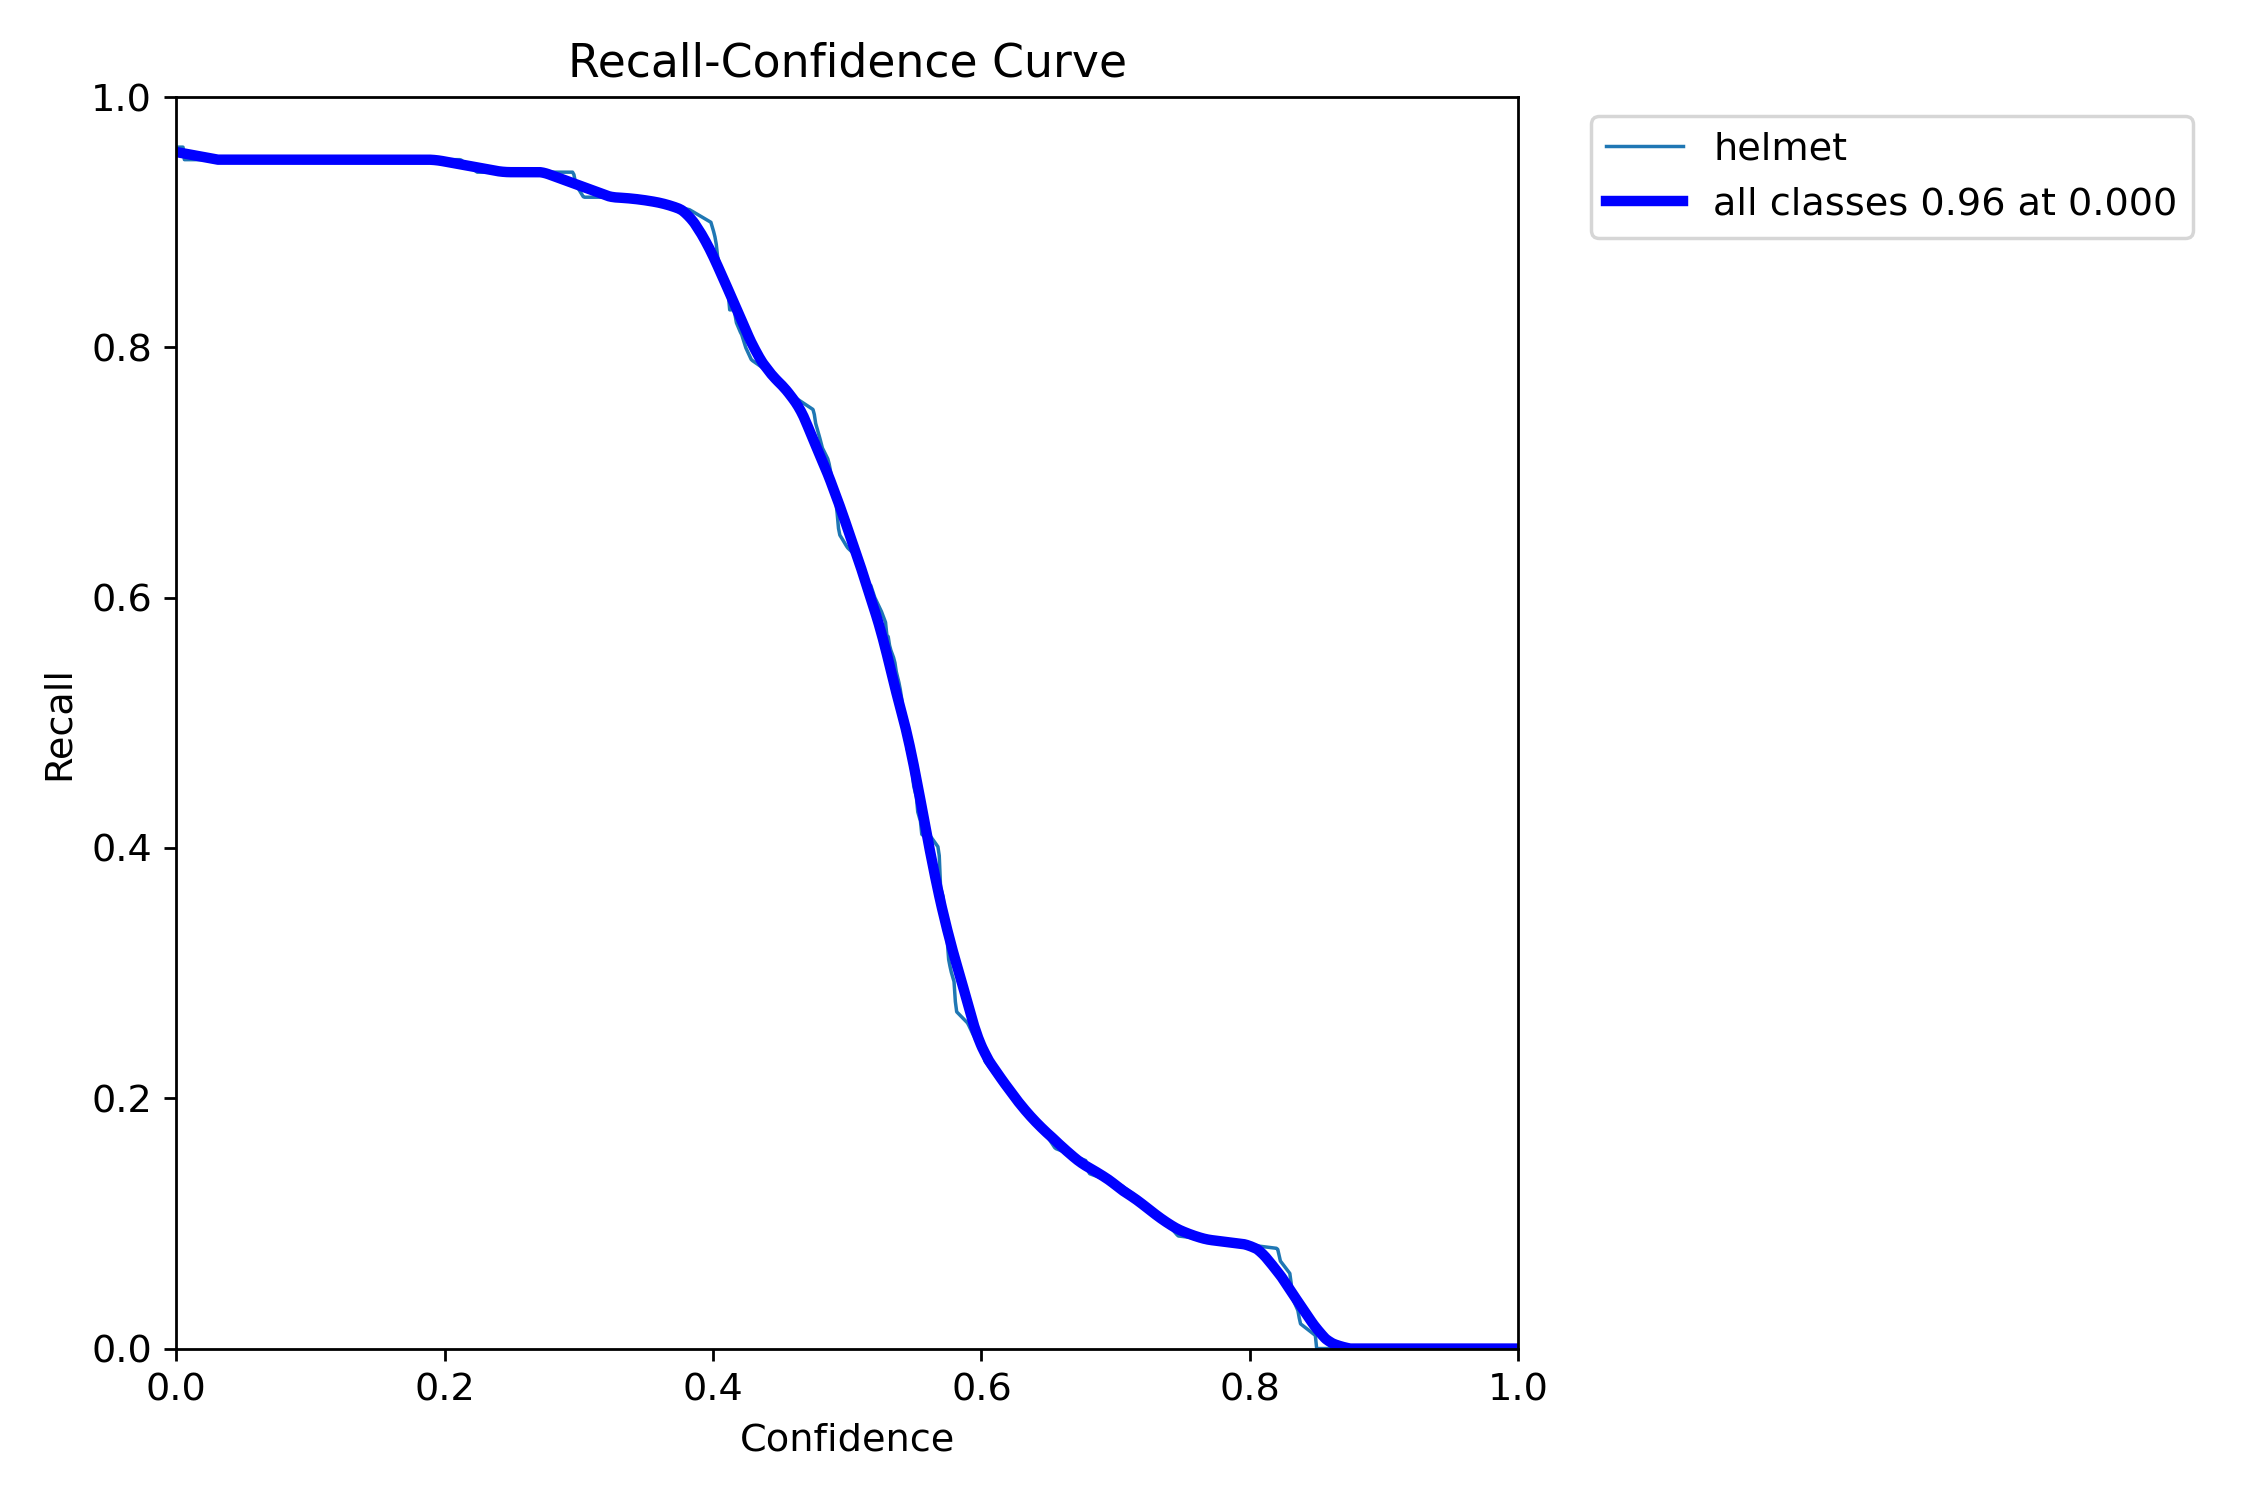 Recall-Confidence Curve
1.0
0.8
0.6
0.4
0.2
0.0
Recall
0.0 0.2 0.4 0.6 0.8 1.0
Confidence
helmet
all classes 0.96 at 0.000